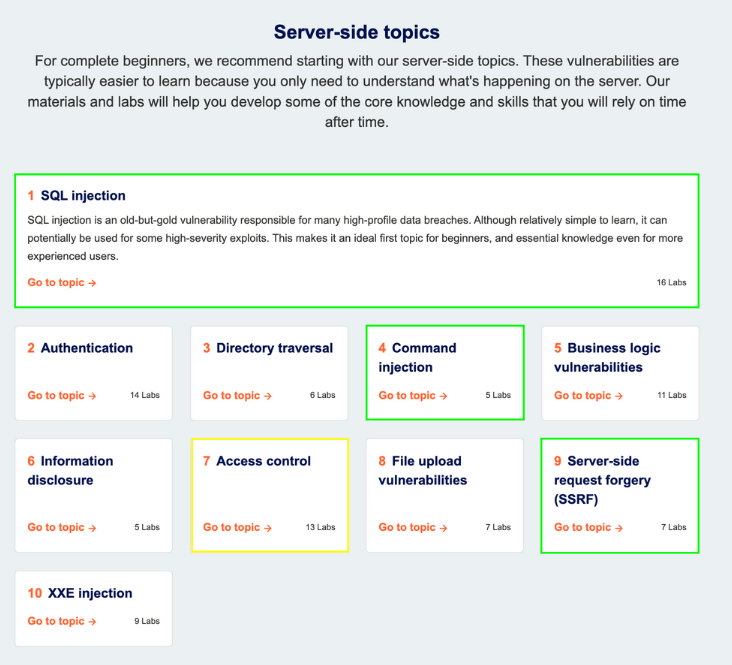 Server-side topics
For complete beginners, we recommend starting with our server-side topics. These vulnerabilities are
typically easier to learn because you only need to understand what's happening on the server. Our
materials and labs will help you develop some of the core knowledge and skills that you will rely on time
after time.
1 SQL injection
SQL injection is an old-but-gold vulnerability responsible for many high-profile data breaches. Although relatively simple to learn, it can
potentially be used for some high-severity exploits. This makes it an ideal first topic for beginners, and essential knowledge even for more
experienced users.
Go to topic → 16 Labs
2 Authentication
Go to topic → 14 Labs
3 Directory traversal
Go to topic → 6 Labs
4 Command
injection
Go to topic → 5 Labs
5 Business logic
vulnerabilities
Go to topic → 11 Labs
6 Information
disclosure
Go to topic → 5 Labs
7 Access control
Go to topic → 13 Labs
8 File upload
vulnerabilities
Go to topic → 7 Labs
9 Server-side
request forgery
(SSRF)
Go to topic → 7 Labs
10 XXE injection
Go to topic → 9 Labs